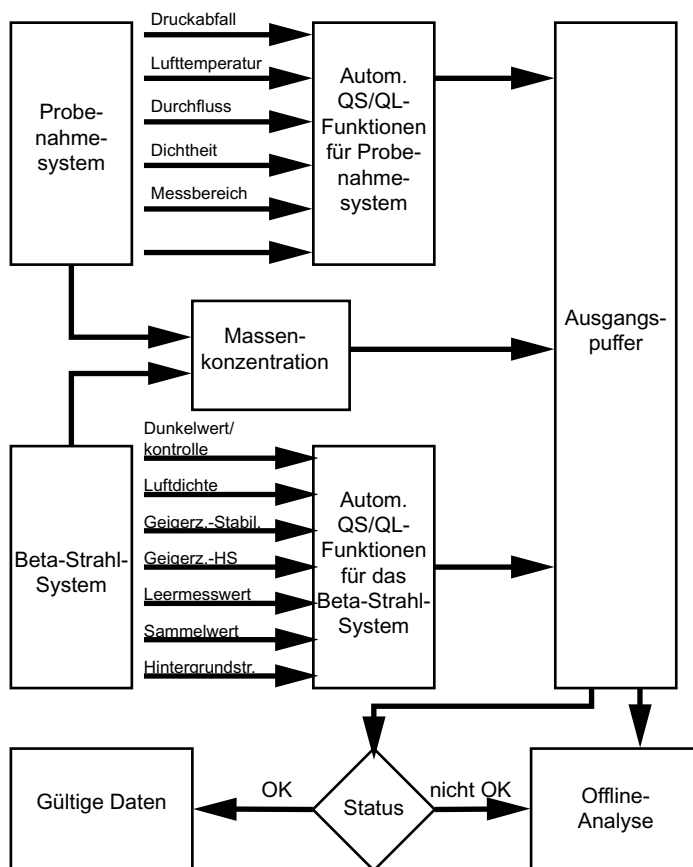 Probe-
nahme-
system
Druckabfall
Lufttemperatur
Durchfluss
Dichtheit
Messbereich
Autom.
QS/QL-
Funktionen
für Probe-
nahme-
system
Ausgangs-
puffer
Massen-
konzentration
Beta-Strahl-
System
Dunkelwert/
kontrolle
Luftdichte
Geigerz.-Stabil.
Geigerz.-HS
Leermesswert
Sammelwert
Hintergrundstr.
Autom.
QS/QL-
Funktionen
für das
Beta-Strahl-
System
Gültige Daten
OK
Status
nicht OK
Offline-
Analyse